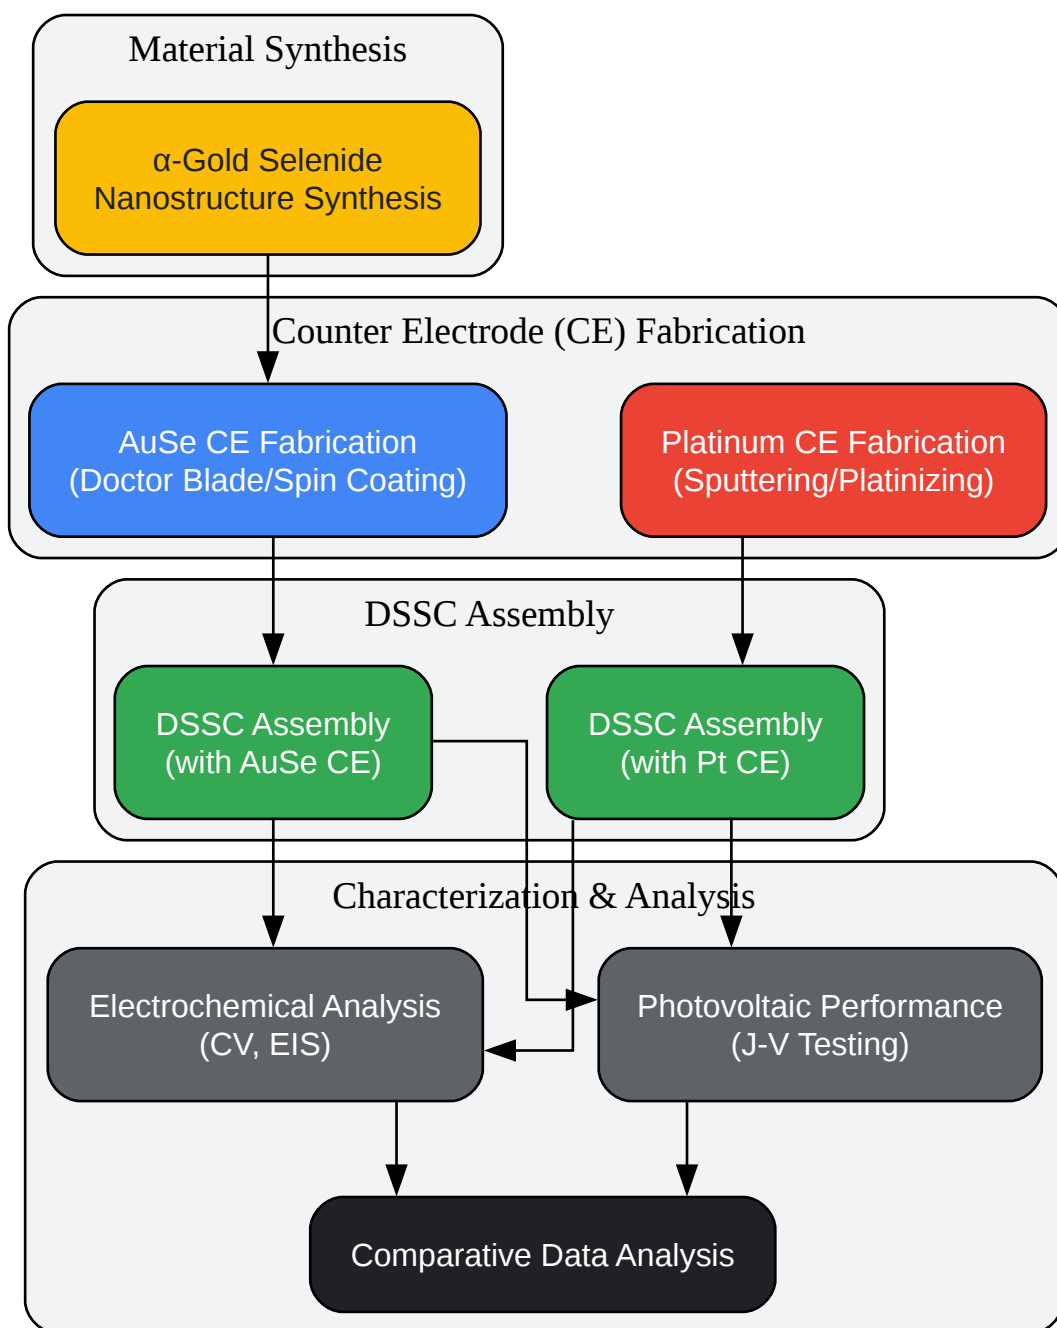 Material Synthesis
α-Gold Selenide
Nanostructure Synthesis
Counter Electrode (CE) Fabrication
AuSe CE Fabrication
(Doctor Blade/Spin Coating)
Platinum CE Fabrication
(Sputtering/Platinizing)
DSSC Assembly
DSSC Assembly
(with AuSe CE)
DSSC Assembly
(with Pt CE)
Characterization & Analysis
Electrochemical Analysis
(CV, EIS)
Photovoltaic Performance
(J-V Testing)
Comparative Data Analysis